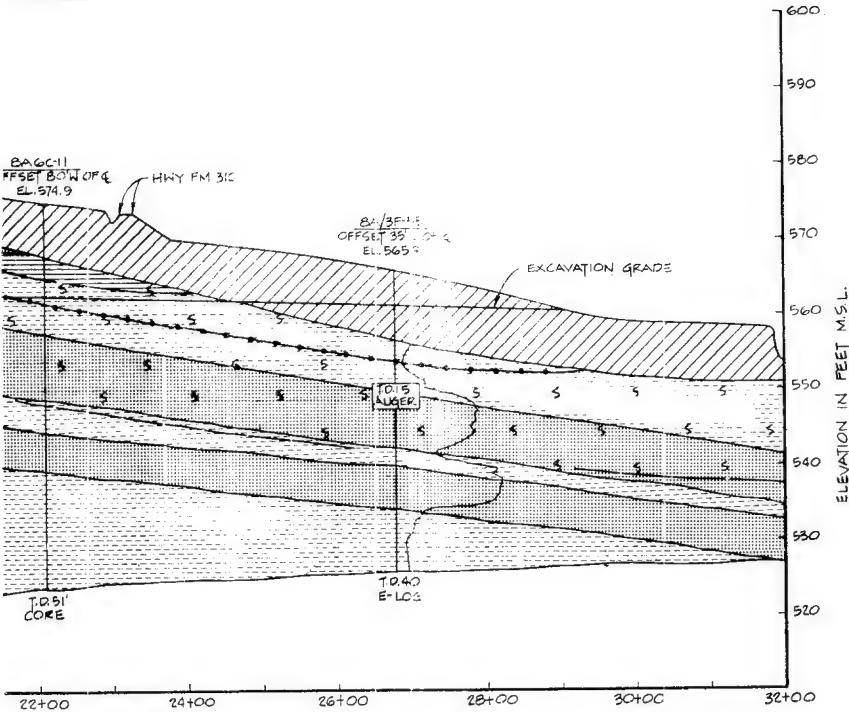 600
590
580
570
560
550
540
530
520
ELEVATION IN FEET M.S.L.
8A6C-11
FFSET 80'W OF ℄
EL. 574.9
HWY FM
OFFSET 35'
EL. 565
EXCAVATION GRADE
S S S S S S S S S S S S S S S S S S S S S S S S S S
T.D. 15
AUGER
T.D. 51'
CORE
T.D. 40
E-LOG
22+00 24+00 26+00 28+00 30+00 32+00